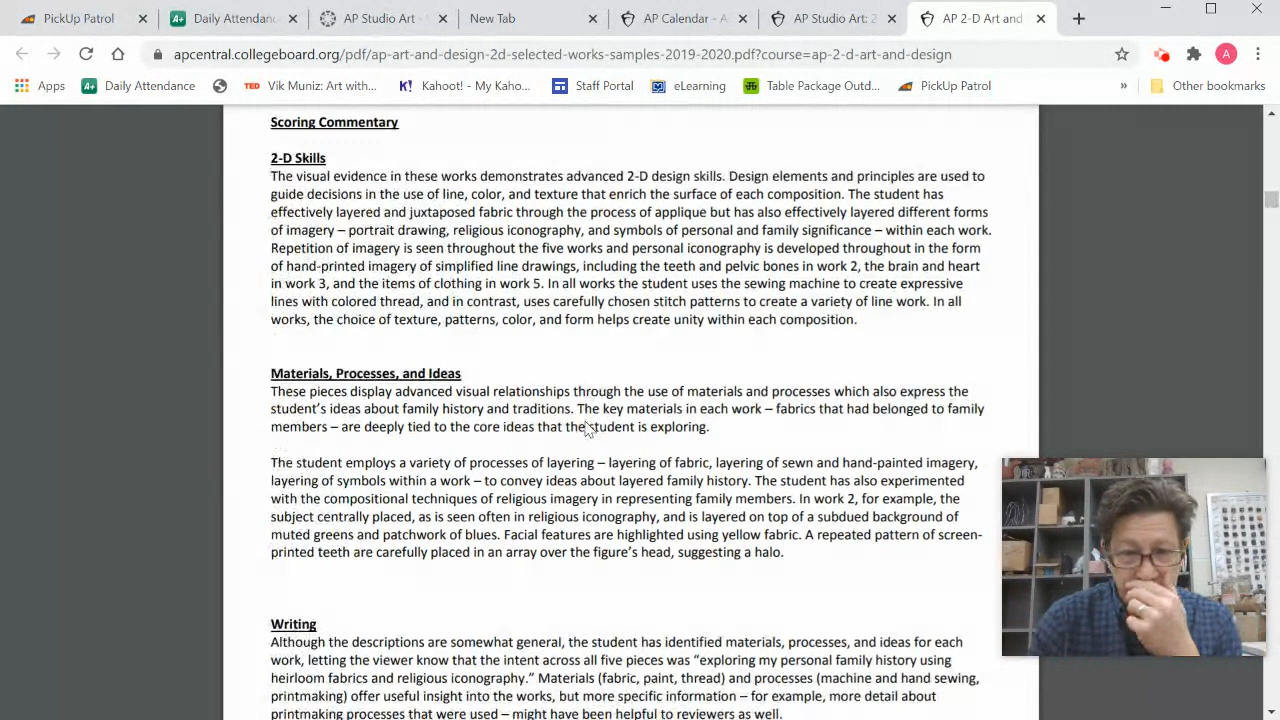 PickUp Patrol
Daily Attendanc
AP Studio Art -
New Tab
AP Calendar - A
AP Studio Art: 2
AP 2-D Art and
apcentral.collegeboard.org/pdf/ap-art-and-design-2d-selected-works-samples-2019-2020.pdf?course=ap-2-d-art-and-design
A
Apps
A+
Daily Attendance
TED
Vik Muniz: Art with...
K!
Kahoot! - My Kaho...
Staff Portal
eLearning
Table Package Outd...
PickUp Patrol
»
Other bookmarks
Scoring Commentary
2-D Skills
The visual evidence in these works demonstrates advanced 2-D design skills. Design elements and principles are used to
guide decisions in the use of line, color, and texture that enrich the surface of each composition. The student has
effectively layered and juxtaposed fabric through the process of applique but has also effectively layered different forms
of imagery – portrait drawing, religious iconography, and symbols of personal and family significance – within each work.
Repetition of imagery is seen throughout the five works and personal iconography is developed throughout in the form
of hand-printed imagery of simplified line drawings, including the teeth and pelvic bones in work 2, the brain and heart
in work 3, and the items of clothing in work 5. In all works the student uses the sewing machine to create expressive
lines with colored thread, and in contrast, uses carefully chosen stitch patterns to create a variety of line work. In all
works, the choice of texture, patterns, color, and form helps create unity within each composition.
Materials, Processes, and Ideas
These pieces display advanced visual relationships through the use of materials and processes which also express the
student's ideas about family history and traditions. The key materials in each work – fabrics that had belonged to family
members – are deeply tied to the core ideas that the student is exploring.
The student employs a variety of processes of layering – layering of fabric, layering of sewn and hand-painted imagery,
layering of symbols within a work – to convey ideas about layered family history. The student has also experimented
with the compositional techniques of religious imagery in representing family members. In work 2, for example, the
subject centrally placed, as is seen often in religious iconography, and is layered on top of a subdued background of
muted greens and patchwork of blues. Facial features are highlighted using yellow fabric. A repeated pattern of screen-
printed teeth are carefully placed in an array over the figure's head, suggesting a halo.
Writing
Although the descriptions are somewhat general, the student has identified materials, processes, and ideas for each
work, letting the viewer know that the intent across all five pieces was “exploring my personal family history using
heirloom fabrics and religious iconography.” Materials (fabric, paint, thread) and processes (machine and hand sewing,
printmaking) offer useful insight into the works, but more specific information – for example, more detail about
printmaking processes that were used – might have been helpful to reviewers as well.